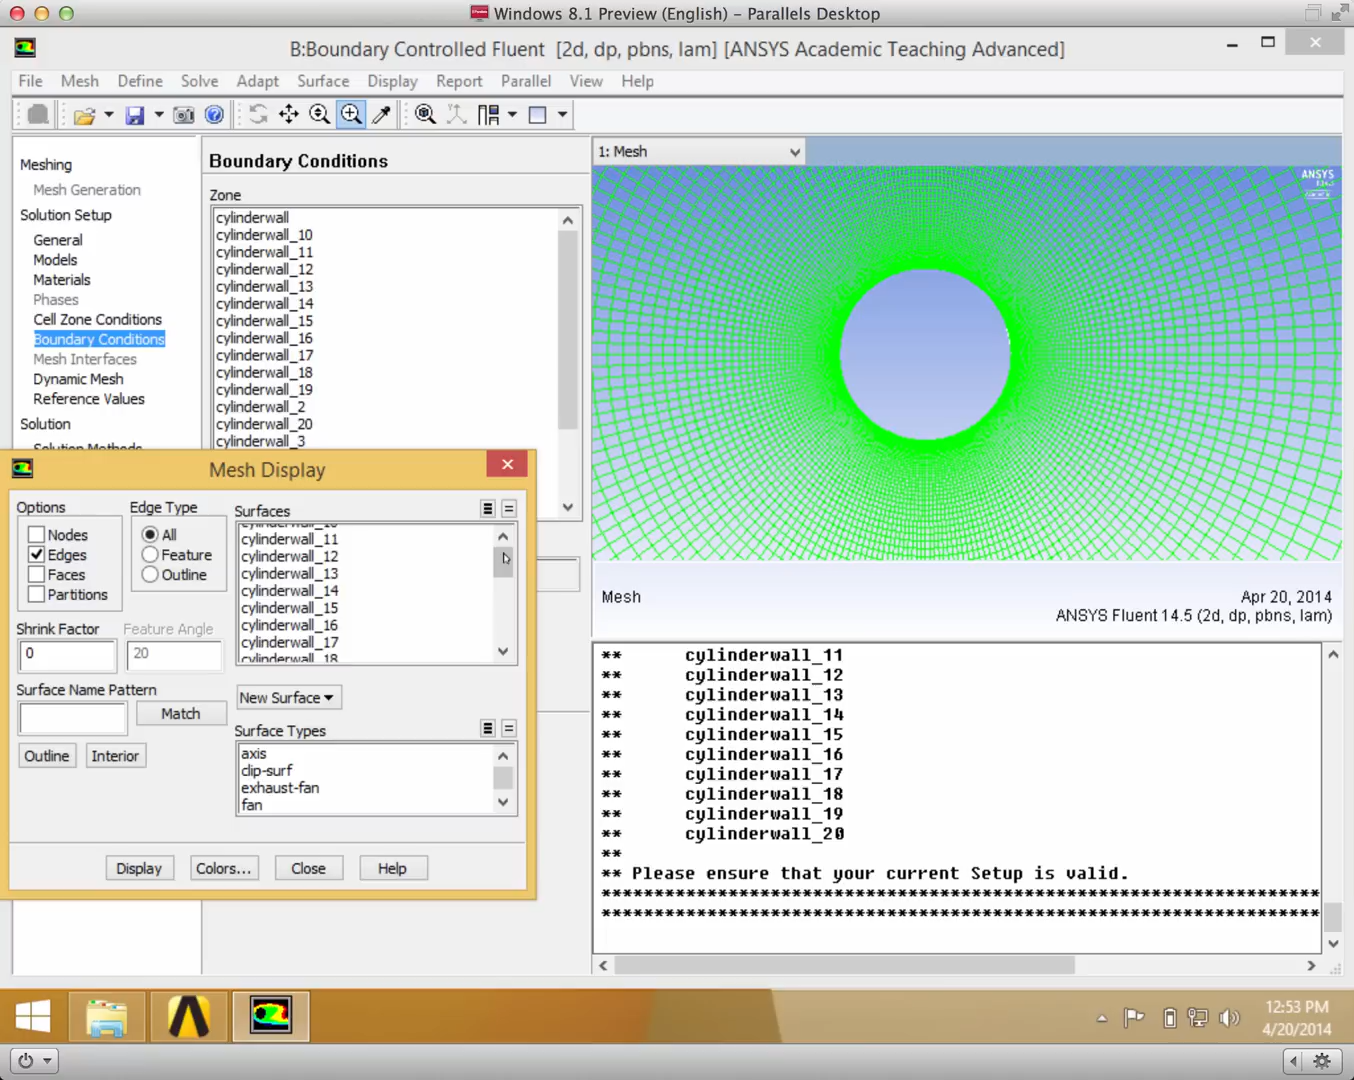 Windows 8.1 Preview (English) – Parallels Desktop
B:Boundary Controlled Fluent [2d, dp, pbns, lam] [ANSYS Academic Teaching Advanced]
File Mesh Define Solve Adapt Surface Display Report Parallel View Help
Meshing
Mesh Generation
Solution Setup
General
Models
Materials
Phases
Cell Zone Conditions
Boundary Conditions
Mesh Interfaces
Dynamic Mesh
Reference Values
Solution
Solution Methods
Boundary Conditions
Zone
cylinderwall
cylinderwall_10
cylinderwall_11
cylinderwall_12
cylinderwall_13
cylinderwall_14
cylinderwall_15
cylinderwall_16
cylinderwall_17
cylinderwall_18
cylinderwall_19
cylinderwall_2
cylinderwall_20
cylinderwall_3
1: Mesh
ANSYS
Mesh
Apr 20, 2014
ANSYS Fluent 14.5 (2d, dp, pbns, lam)
Mesh Display
Options
Nodes
Edges
Faces
Partitions
Edge Type
All
Feature
Outline
Shrink Factor
0
Feature Angle
20
Surface Name Pattern
Match
Outline
Interior
Surfaces
cylinderwall_10
cylinderwall_11
cylinderwall_12
cylinderwall_13
cylinderwall_14
cylinderwall_15
cylinderwall_16
cylinderwall_17
cylinderwall_18
New Surface
Surface Types
axis
clip-surf
exhaust-fan
fan
Display
Colors...
Close
Help
** cylinderwall_11
** cylinderwall_12
** cylinderwall_13
** cylinderwall_14
** cylinderwall_15
** cylinderwall_16
** cylinderwall_17
** cylinderwall_18
** cylinderwall_19
** cylinderwall_20
**
** Please ensure that your current Setup is valid.
******************************************************************************
******************************************************************************
12:53 PM
4/20/2014